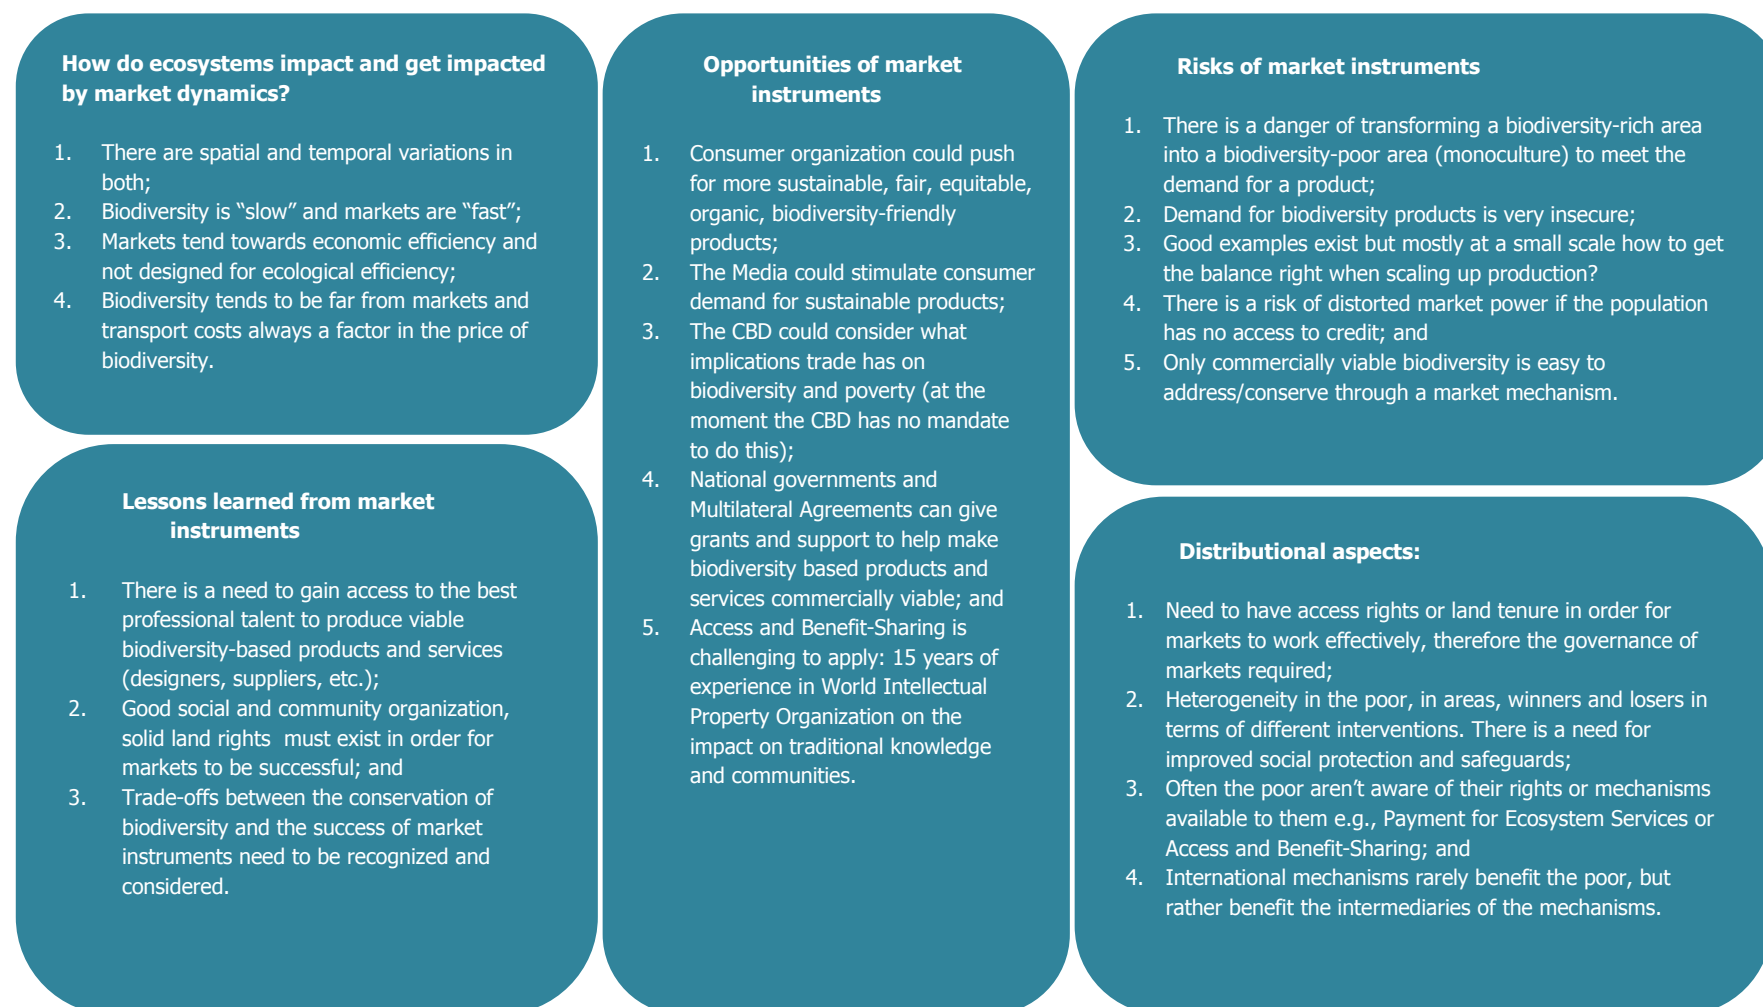 How do ecosystems impact and get impacted
by market dynamics?
1. There are spatial and temporal variations in
both;
2. Biodiversity is “slow” and markets are “fast”;
3. Markets tend towards economic efficiency and
not designed for ecological efficiency;
4. Biodiversity tends to be far from markets and
transport costs always a factor in the price of
biodiversity.
Lessons learned from market
instruments
1. There is a need to gain access to the best
professional talent to produce viable
biodiversity-based products and services
(designers, suppliers, etc.);
2. Good social and community organization,
solid land rights must exist in order for
markets to be successful; and
3. Trade-offs between the conservation of
biodiversity and the success of market
instruments need to be recognized and
considered.
Opportunities of market
instruments
1. Consumer organization could push
for more sustainable, fair, equitable,
organic, biodiversity-friendly
products;
2. The Media could stimulate consumer
demand for sustainable products;
3. The CBD could consider what
implications trade has on
biodiversity and poverty (at the
moment the CBD has no mandate
to do this);
4. National governments and
Multilateral Agreements can give
grants and support to help make
biodiversity based products and
services commercially viable; and
5. Access and Benefit-Sharing is
challenging to apply: 15 years of
experience in World Intellectual
Property Organization on the
impact on traditional knowledge
and communities.
Risks of market instruments
1. There is a danger of transforming a biodiversity-rich area
into a biodiversity-poor area (monoculture) to meet the
demand for a product;
2. Demand for biodiversity products is very insecure;
3. Good examples exist but mostly at a small scale how to get
the balance right when scaling up production?
4. There is a risk of distorted market power if the population
has no access to credit; and
5. Only commercially viable biodiversity is easy to
address/conserve through a market mechanism.
Distributional aspects:
1. Need to have access rights or land tenure in order for
markets to work effectively, therefore the governance of
markets required;
2. Heterogeneity in the poor, in areas, winners and losers in
terms of different interventions. There is a need for
improved social protection and safeguards;
3. Often the poor aren’t aware of their rights or mechanisms
available to them e.g., Payment for Ecosystem Services or
Access and Benefit-Sharing; and
4. International mechanisms rarely benefit the poor, but
rather benefit the intermediaries of the mechanisms.